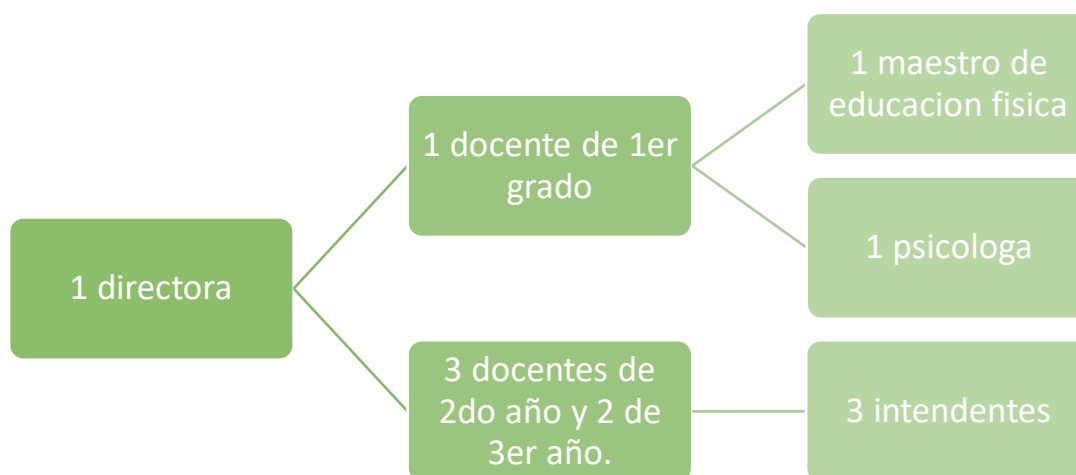 1 directora
1 docente de 1er
grado
3 docentes de
2do año y 2 de
3er año.
1 maestro de
educacion fisica
1 psicologa
3 intendentes